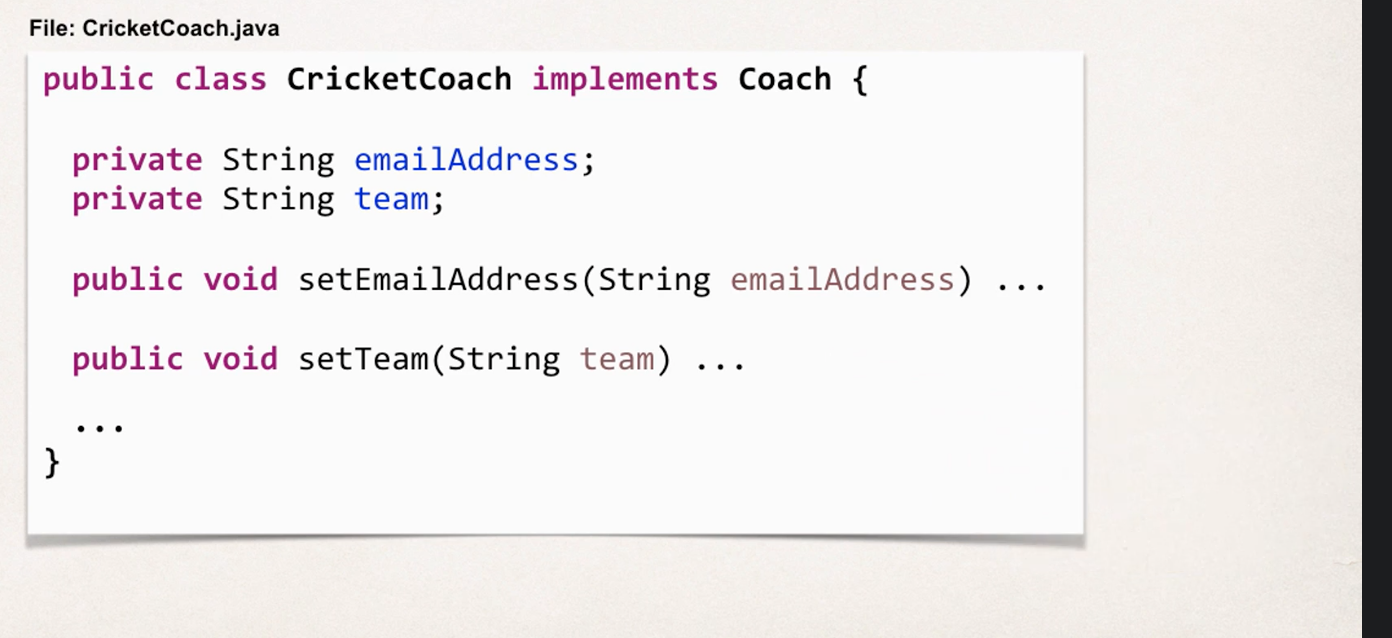 File: CricketCoach.java
public class CricketCoach implements Coach {
private String emailAddress;
private String team;
public void setEmailAddress(String emailAddress) ...
public void setTeam(String team) ...
...
}